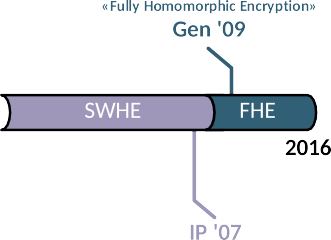 «Fully Homomorphic Encryption»
Gen '09
SWHE
FHE
2016
IP '07